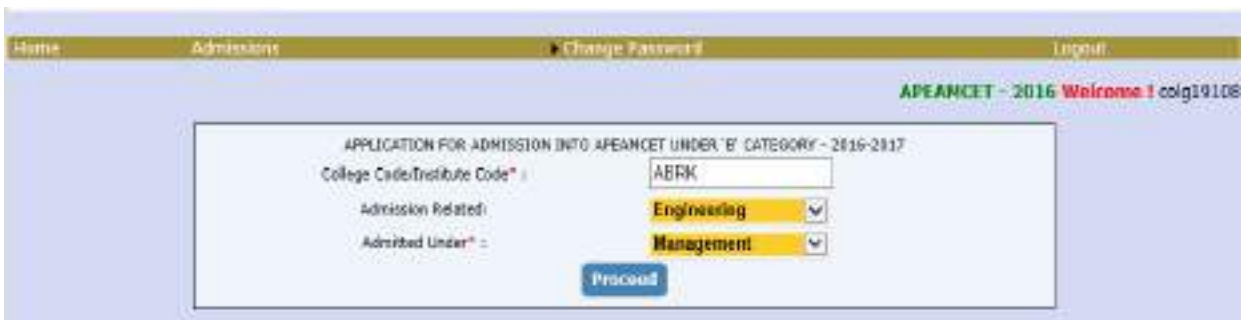 Home Admissions Change Password Logout
APEAMCET - 2016 Welcome ! colg19108
APPLICATION FOR ADMISSION INTO APEAMCET UNDER 'B' CATEGORY - 2016-2017
College Code/Institute Code* :
ABRK
Admission Related:
Engineering
Admitted Under* :
Management
Proceed